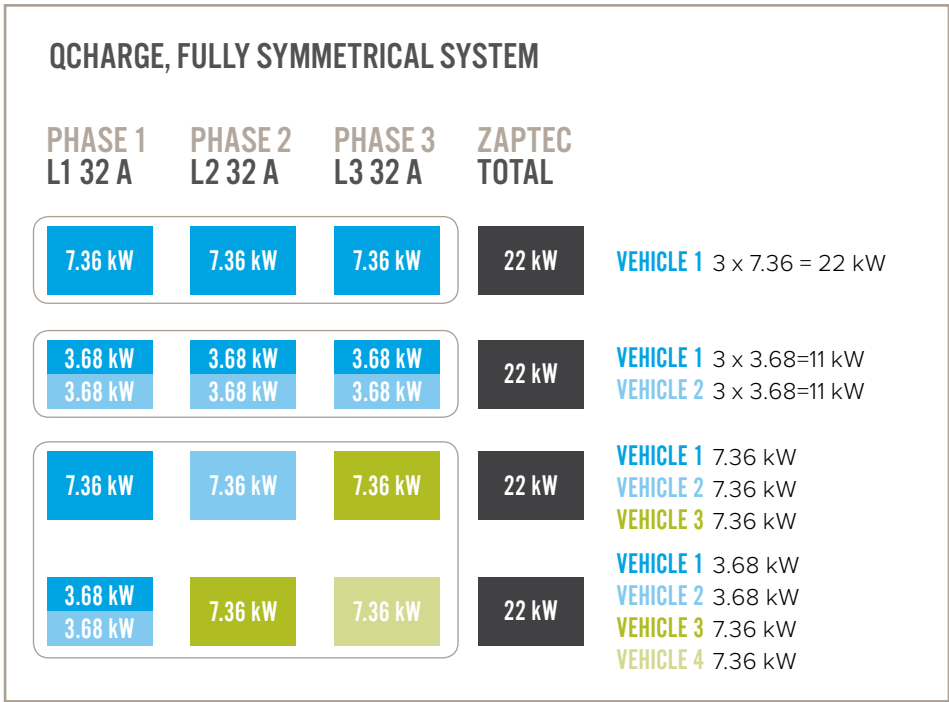 QCHARGE, FULLY SYMMETRICAL SYSTEM
PHASE 1 PHASE 2 PHASE 3 ZAPTEC
L1 32 A L2 32 A L3 32 A TOTAL
7.36 kW 7.36 kW 7.36 kW 22 kW VEHICLE 1 3 x 7.36 = 22 kW
3.68 kW 3.68 kW 3.68 kW 22 kW VEHICLE 1 3 x 3.68=11 kW
3.68 kW 3.68 kW 3.68 kW VEHICLE 2 3 x 3.68=11 kW
VEHICLE 1 7.36 kW
7.36 kW 7.36 kW 7.36 kW 22 kW VEHICLE 2 7.36 kW
VEHICLE 3 7.36 kW
VEHICLE 1 3.68 kW
3.68 kW 7.36 kW 7.36 kW 22 kW VEHICLE 2 3.68 kW
3.68 kW VEHICLE 3 7.36 kW
VEHICLE 4 7.36 kW